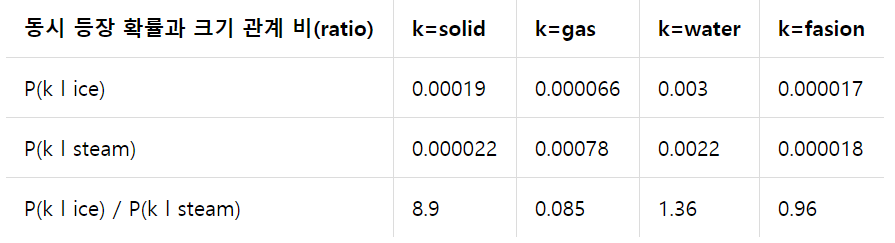 동시 등장 확률과 크기 관계 비(ratio) k=solid k=gas k=water k=fasion
P(k l ice) 0.00019 0.000066 0.003 0.000017
P(k l steam) 0.000022 0.00078 0.0022 0.000018
P(k l ice) / P(k l steam) 8.9 0.085 1.36 0.96